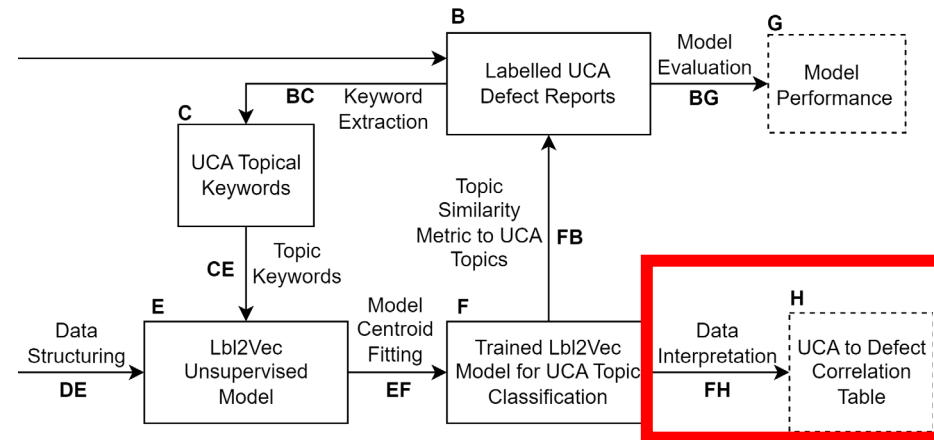 B
Labelled UCA
Defect Reports
Model
Evaluation
BG
G
Model
Performance
BC
Keyword
Extraction
C
UCA Topical
Keywords
CE
Topic
Keywords
Topic
Similarity
Metric to UCA
Topics
FB
Data
Structuring
DE
E
Lbl2Vec
Unsupervised
Model
Model
Centroid
Fitting
EF
F
Trained Lbl2Vec
Model for UCA Topic
Classification
Data
Interpretation
FH
H
UCA to Defect
Correlation
Table